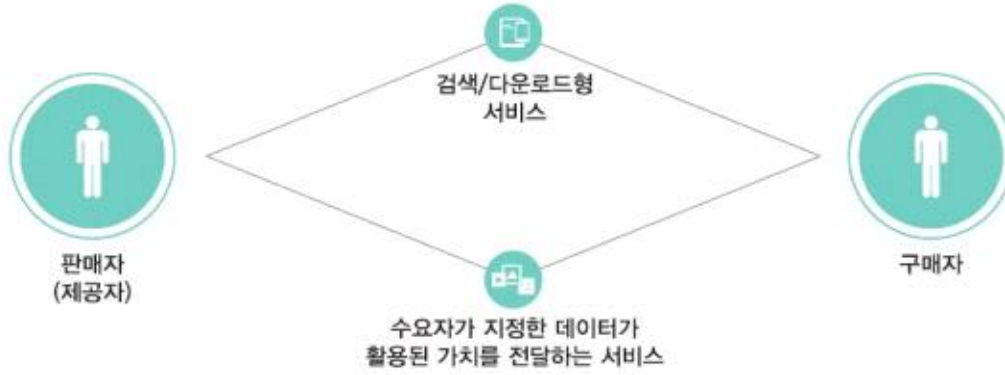 검색/다운로드형
서비스
판매자
(제공자)
구매자
수요자가 지정한 데이터가
활용된 가치를 전달하는 서비스